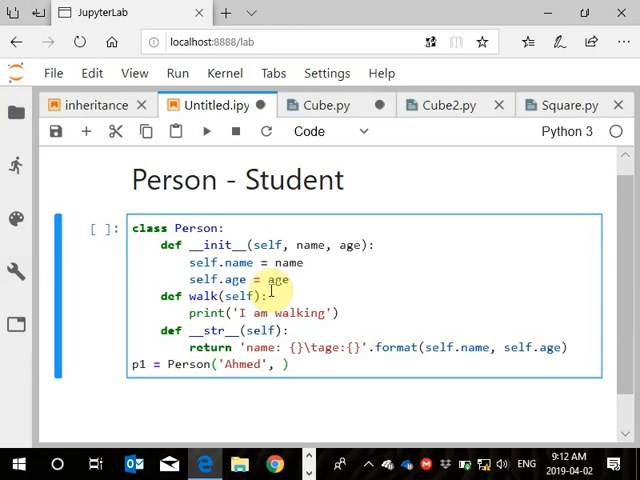 JupyterLab
localhost:8888/lab
File Edit View Run Kernel Tabs Settings Help
inheritance Untitled.ipy Cube.py Cube2.py Square.py
Code Python 3
Person - Student
[ ]: class Person:
def __init__(self, name, age):
self.name = name
self.age = age
def walk(self):
print('I am walking')
def __str__(self):
return 'name: {}\tage:{}'.format(self.name, self.age)
p1 = Person('Ahmed', )
ENG
9:12 AM
2019-04-02